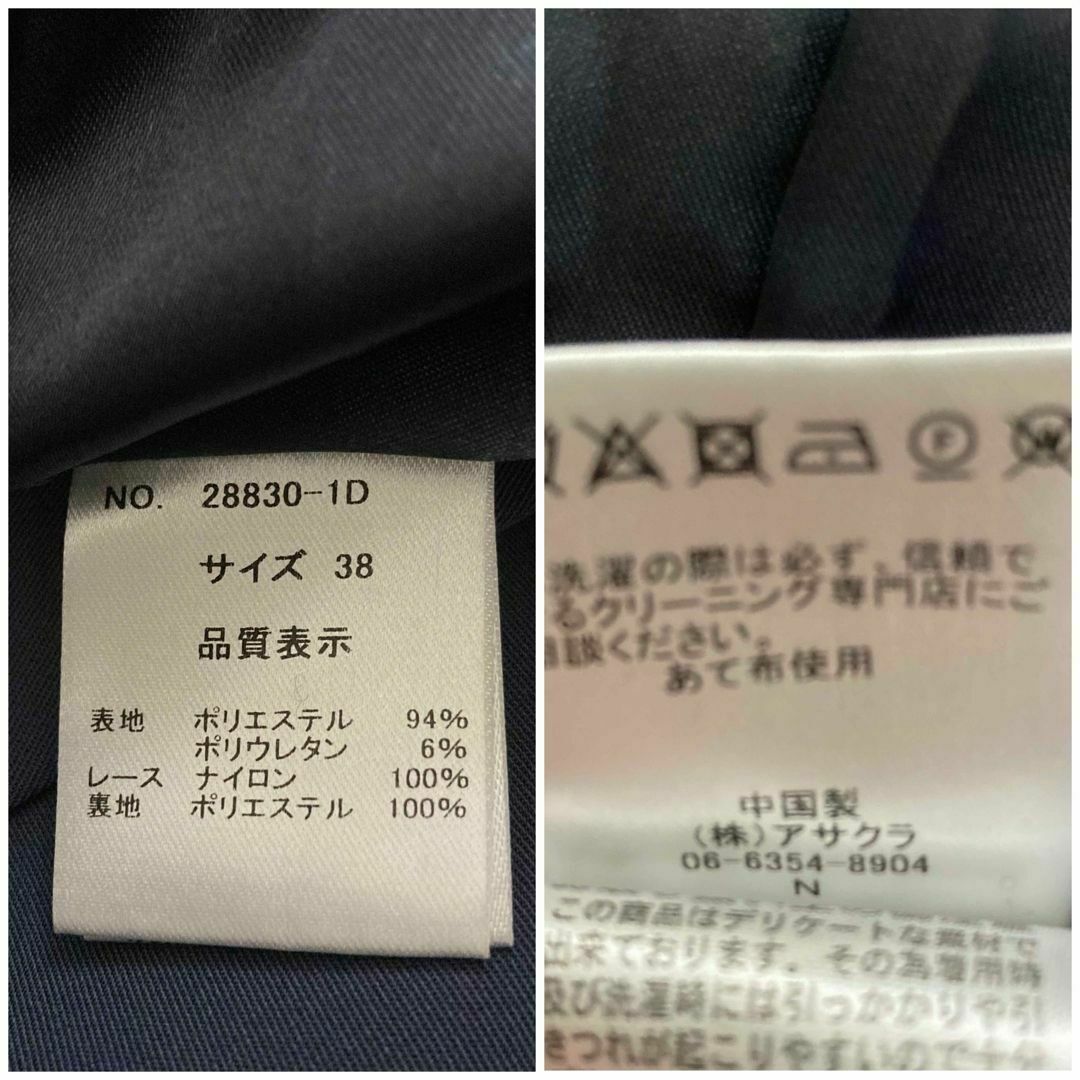 NO. 28830-1D
サイズ 38
品質表示
表地 ポリエステル 94%
ポリウレタン 6%
レース ナイロン 100%
裏地 ポリエステル 100%
F
W
洗濯の際は必ず、信頼で
るクリーニング専門店にご
談ください。
あて布使用
中国製
(株)アサクラ
06-6354-8904
N
この商品はデリケートな素材で
出来ております。その為着用時
及び洗濯時には引っかかりや引
きつれが起こりやすいので十分